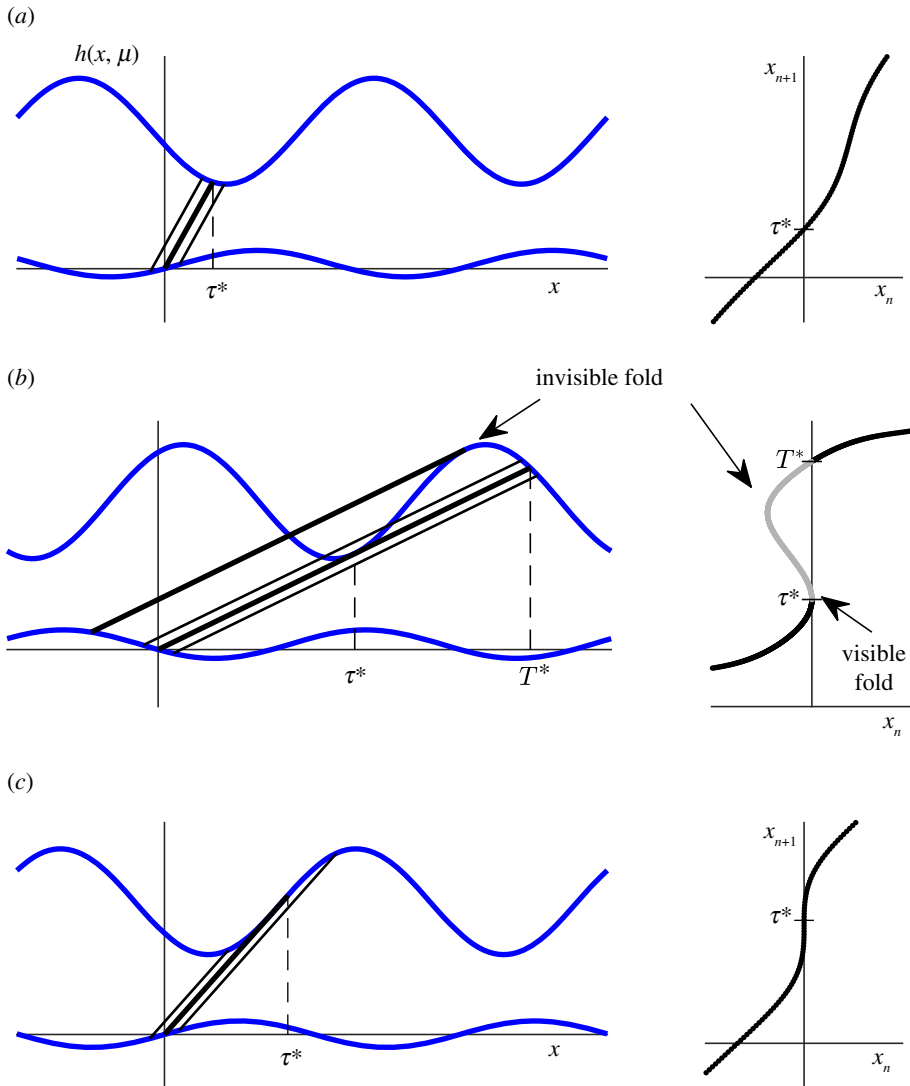 (a)
h(x, μ)
τ*
x
x_{n+1}
τ*
x_n
(b)
invisible fold
τ*
T*
T*
τ*
visible
fold
x_n
(c)
τ*
x
x_{n+1}
τ*
x_n